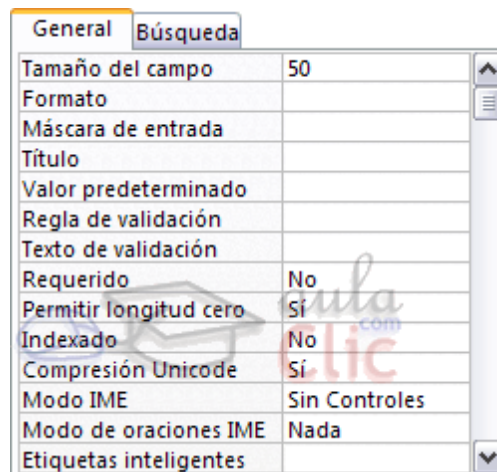 General Búsqueda
Tamaño del campo 50
Formato
Máscara de entrada
Título
Valor predeterminado
Regla de validación
Texto de validación
Requerido No
Permitir longitud cero Sí
Indexado No
Compresión Unicode Sí
Modo IME Sin Controles
Modo de oraciones IME Nada
Etiquetas inteligentes
aula
Clic
.com